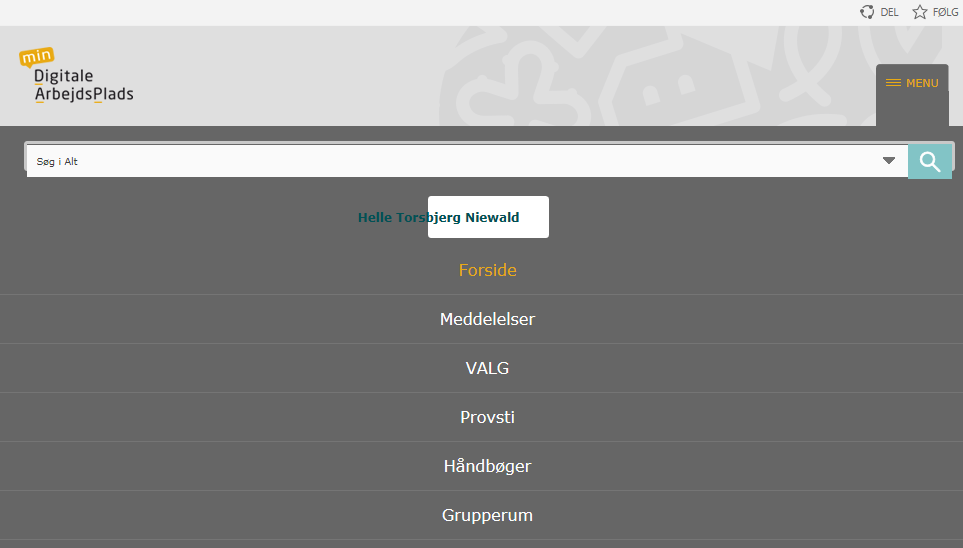 DEL FØLG
min
Digitale
ArbejdsPlads
MENU
Søg i Alt
Helle Torsbjerg Niewald
Forside
Meddelelser
VALG
Provsti
Håndbøger
Grupperum